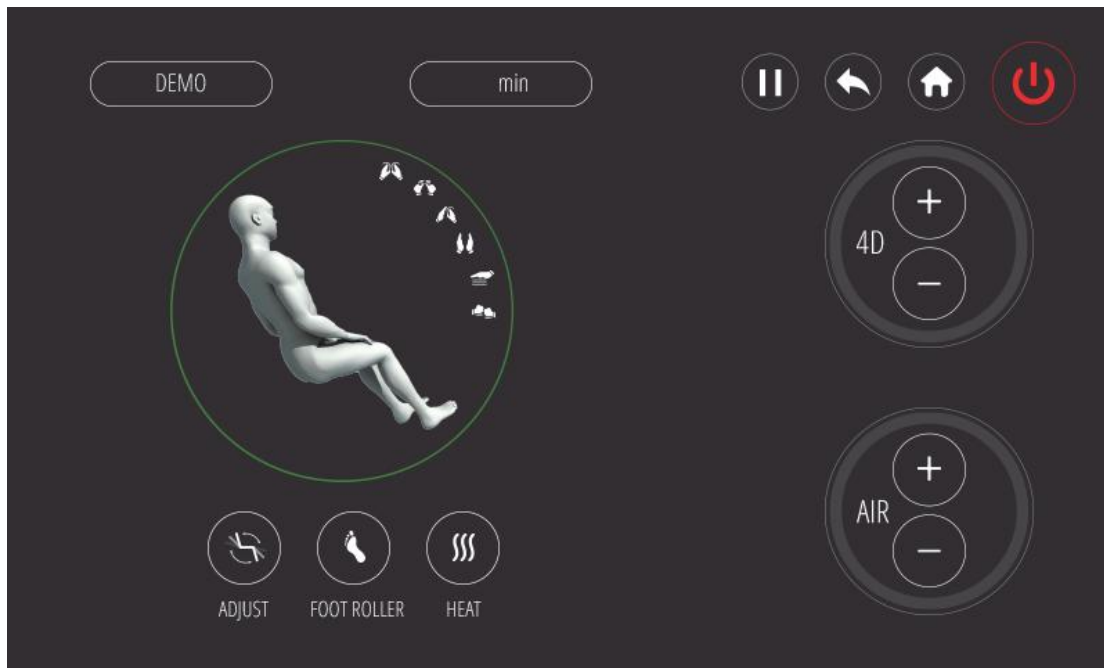 DEMO
min
4D
+
−
AIR
+
−
ADJUST
FOOT ROLLER
HEAT